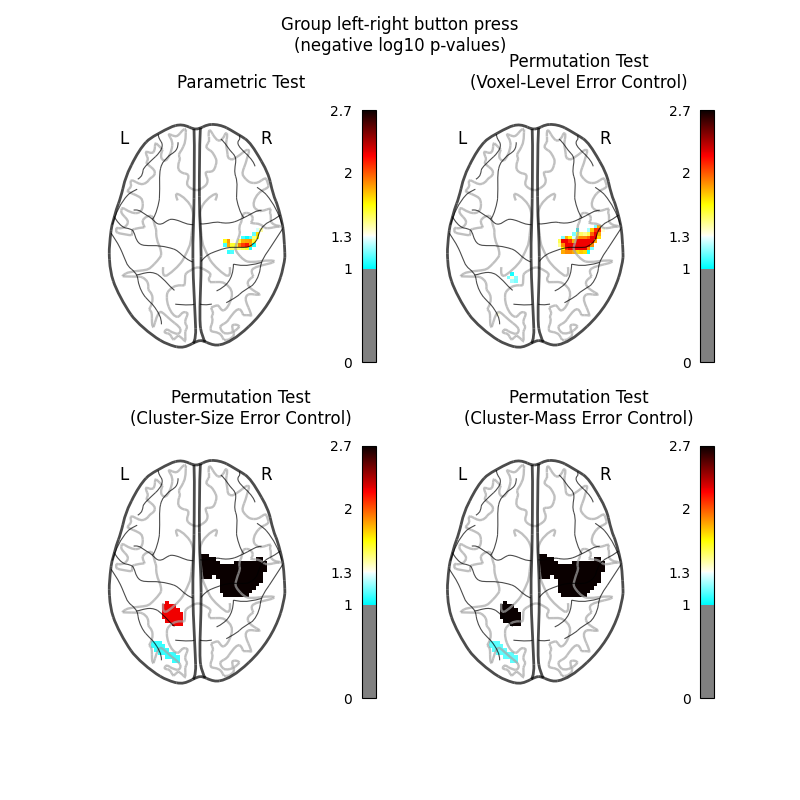 Group left-right button press
(negative log10 p-values)
Parametric Test
L
R
2.7
2
1.3
1
0
Permutation Test
(Voxel-Level Error Control)
L
R
2.7
2
1.3
1
0
Permutation Test
(Cluster-Size Error Control)
L
R
2.7
2
1.3
1
0
Permutation Test
(Cluster-Mass Error Control)
L
R
2.7
2
1.3
1
0